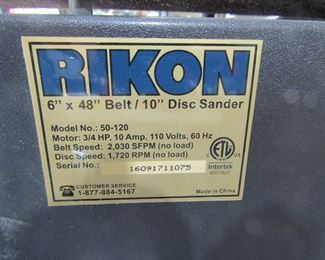 RIKON
6" x 48" Belt / 10" Disc Sander
Model No.: 50-120
Motor: 3/4 HP, 10 Amp, 110 Volts, 60 Hz
Belt Speed: 2,030 SFPM (no load)
Disc Speed: 1,720 RPM (no load)
Serial No.: 16091711075
ETL
Intertek
CUSTOMER SERVICE
1-877-884-5167
Made in China